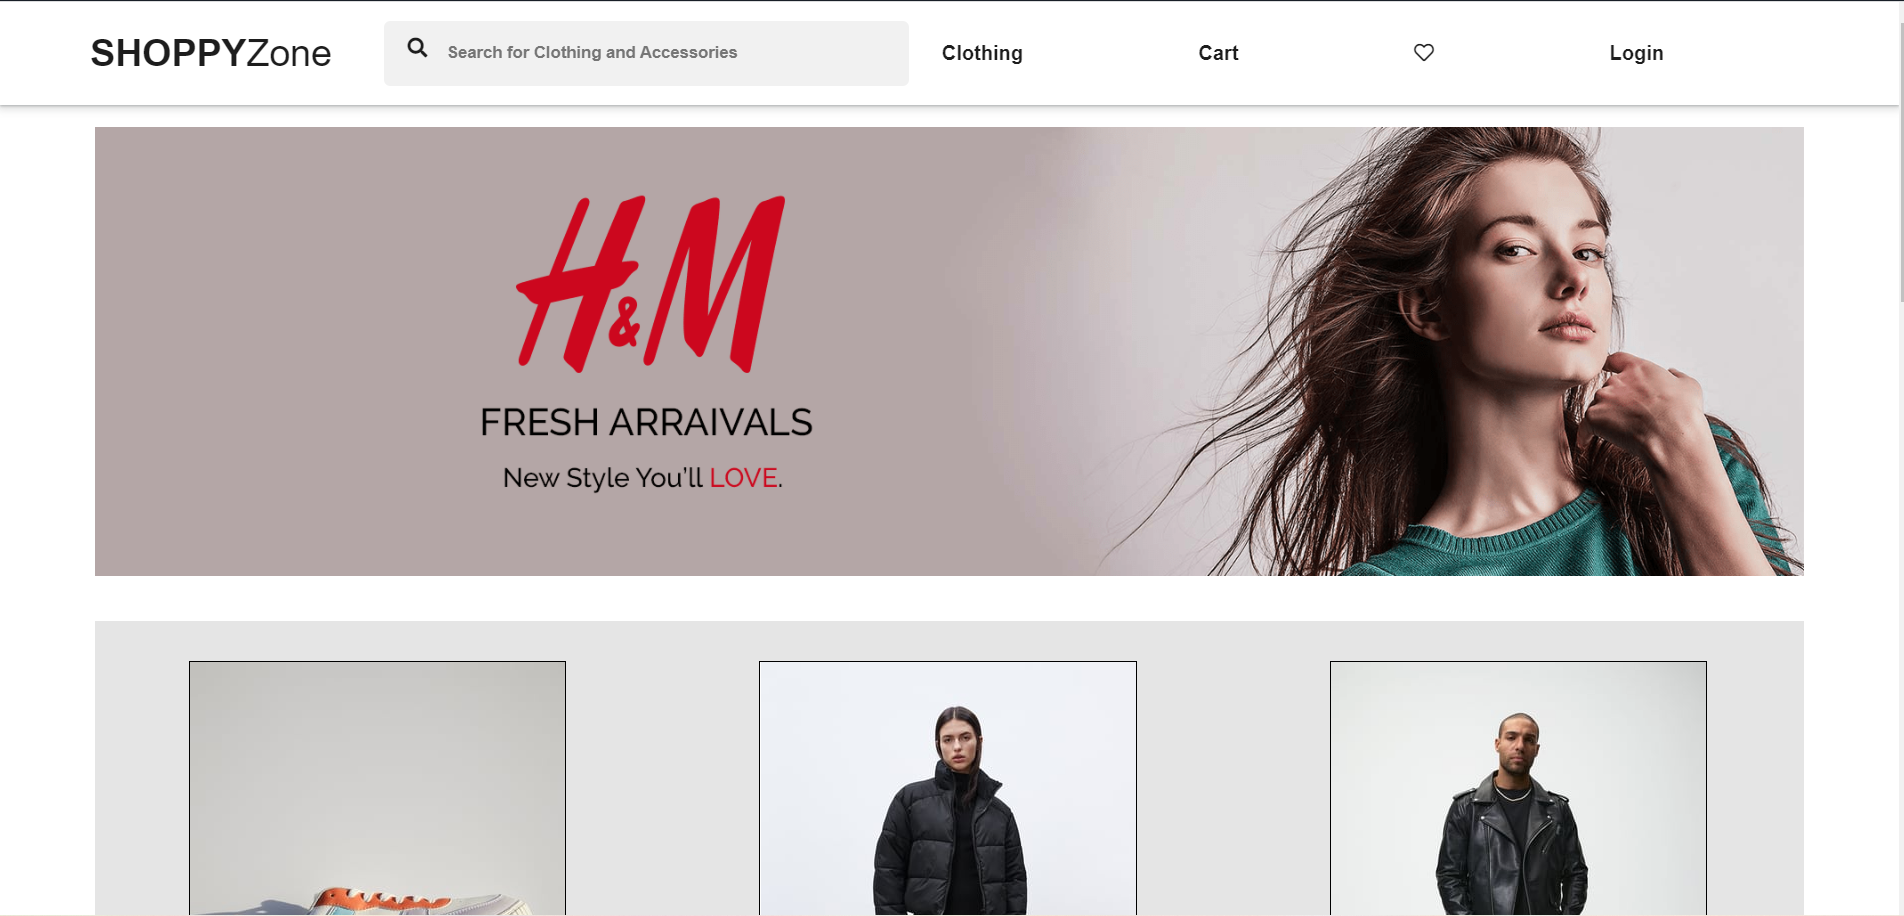 SHOPPYZone
Search for Clothing and Accessories
Clothing
Cart
Login
H&M
FRESH ARRAIVALS
New Style You'll LOVE.